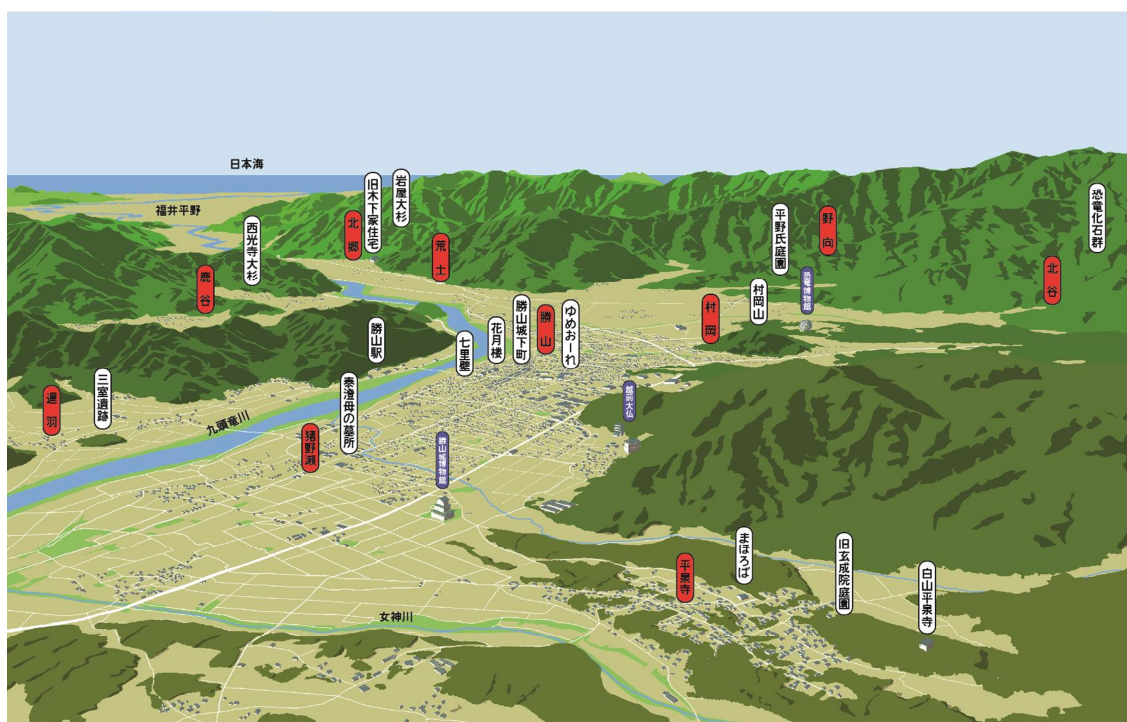 日本海
福井平野
西光寺大杉
鹿谷
北郷
旧木下家住宅
岩屋大杉
荒土
平野氏庭園
野向
恐竜博物館
恐竜化石群
北谷
村岡山
村岡
勝山駅
七里壁
花月楼
勝山城下町
勝山
ゆめおーれ
遅羽
三室遺跡
九頭竜川
猪野瀬
泰澄母の墓所
勝山城博物館
越前大仏
平泉寺
まほろば
旧玄成院庭園
白山平泉寺
女神川